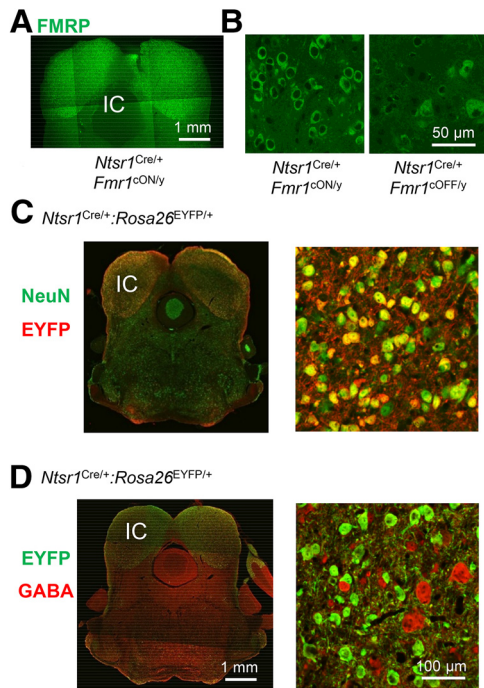 A
FMRP
IC
1 mm
Ntsr1Cre/+
Fmr1cON/y
B
50 µm
Ntsr1Cre/+
Fmr1cON/y
Ntsr1Cre/+
Fmr1cOFF/y
C
Ntsr1Cre/+:Rosa26EYFP/+
IC
NeuN
EYFP
D
Ntsr1Cre/+:Rosa26EYFP/+
IC
EYFP
GABA
1 mm
100 µm